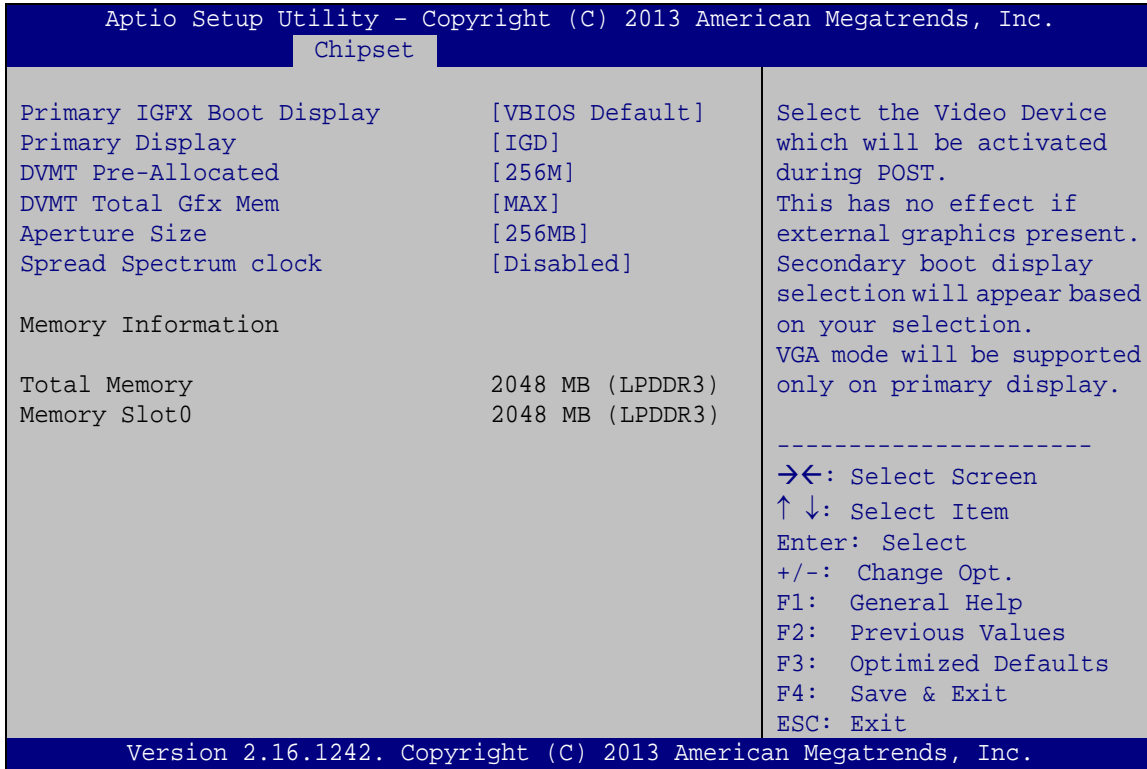 Aptio Setup Utility – Copyright (C) 2013 American Megatrends, Inc.
Chipset
Primary IGFX Boot Display [VBIOS Default]
Primary Display [IGD]
DVMT Pre-Allocated [256M]
DVMT Total Gfx Mem [MAX]
Aperture Size [256MB]
Spread Spectrum clock [Disabled]
Memory Information
Total Memory 2048 MB (LPDDR3)
Memory Slot0 2048 MB (LPDDR3)
Select the Video Device
which will be activated
during POST.
This has no effect if
external graphics present.
Secondary boot display
selection will appear based
on your selection.
VGA mode will be supported
only on primary display.
----------------------
→←: Select Screen
↑ ↓: Select Item
Enter: Select
+/-: Change Opt.
F1: General Help
F2: Previous Values
F3: Optimized Defaults
F4: Save & Exit
ESC: Exit
Version 2.16.1242. Copyright (C) 2013 American Megatrends, Inc.